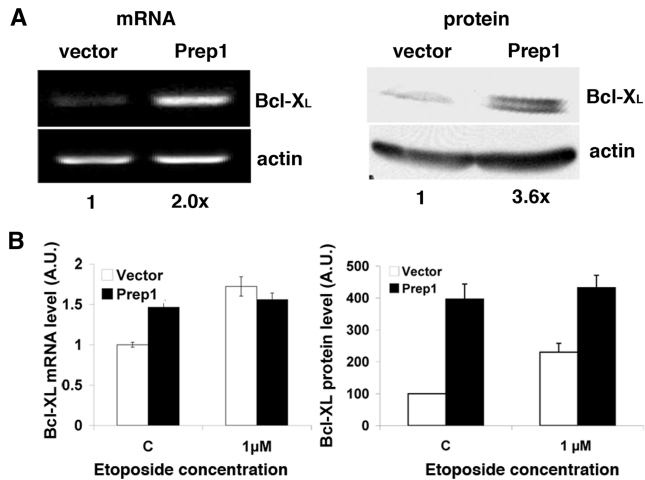 A
mRNA
vector Prep1
Bcl-XL
actin
1 2.0x
protein
vector Prep1
Bcl-XL
actin
1 3.6x
B
Bcl-XL mRNA level (A.U.)
2
1.5
1
0.5
0
Vector
Prep1
C 1µM
Etoposide concentration
Bcl-XL protein level (A.U.)
500
400
300
200
100
0
Vector
Prep1
C 1 µM
Etoposide concentration